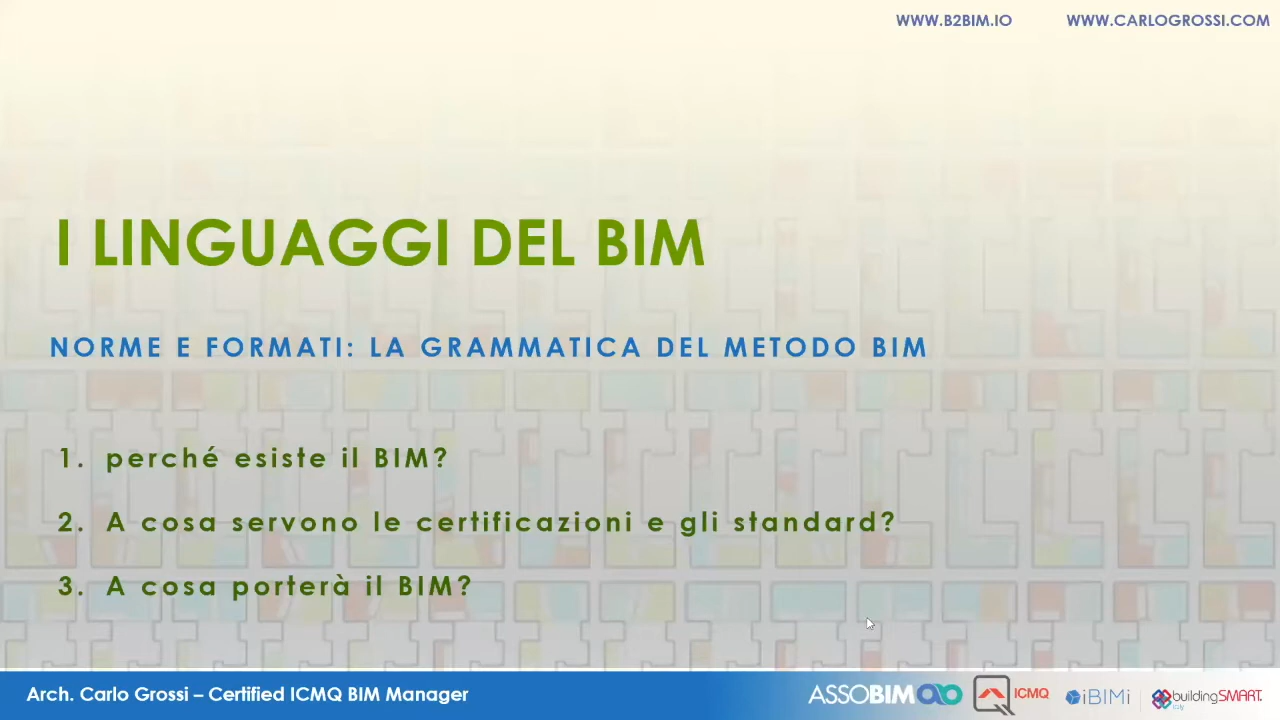 WWW.B2BIM.IO WWW.CARLOGROSSI.COM
I LINGUAGGI DEL BIM
NORME E FORMATI: LA GRAMMATICA DEL METODO BIM
1. perché esiste il BIM?
2. A cosa servono le certificazioni e gli standard?
3. A cosa porterà il BIM?
Arch. Carlo Grossi – Certified ICMQ BIM Manager
ASSOBIM ICMQ iBIMi buildingSMART
Italy